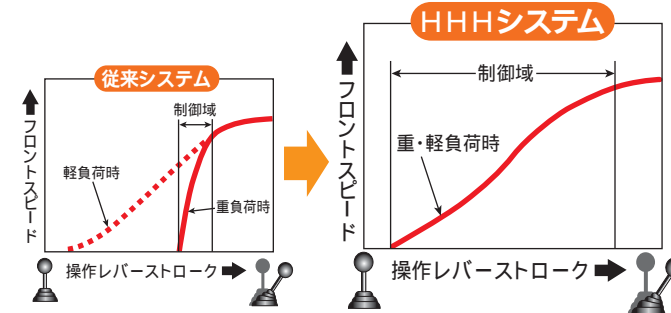 従来システム
制御域
軽負荷時
重負荷時
フロントスピード
操作レバーストローク
HHHシステム
制御域
重・軽負荷時
フロントスピード
操作レバーストローク